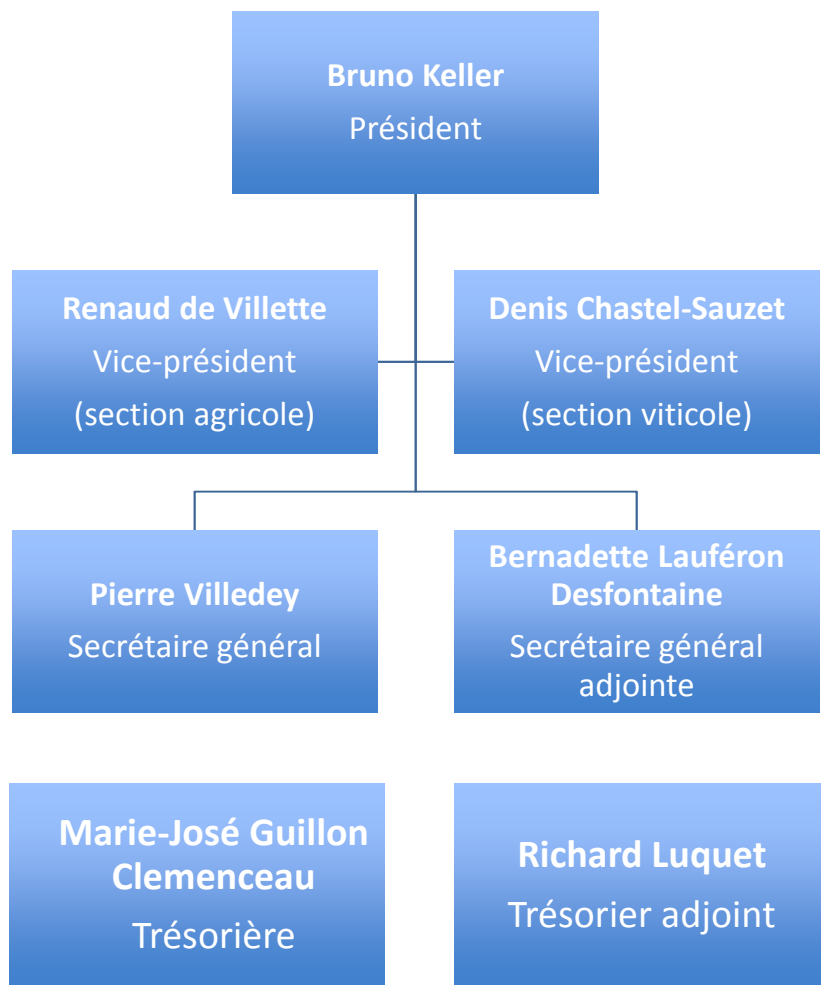 Bruno Keller
Président
Renaud de Villette
Vice-président
(section agricole)
Denis Chastel-Sauzet
Vice-président
(section viticole)
Pierre Villedey
Secrétaire général
Bernadette Lauféron
Desfontaine
Secrétaire général
adjointe
Marie-José Guillon
Clemenceau
Trésorière
Richard Luquet
Trésorier adjoint